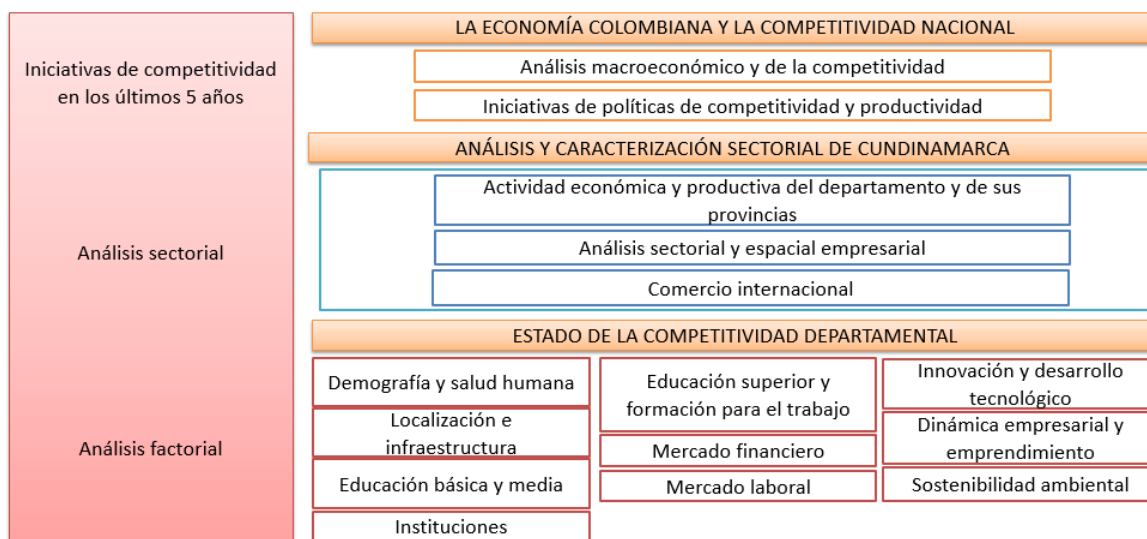 Iniciativas de competitividad
en los últimos 5 años
LA ECONOMÍA COLOMBIANA Y LA COMPETITIVIDAD NACIONAL
Análisis macroeconómico y de la competitividad
Iniciativas de políticas de competitividad y productividad
Análisis sectorial
ANÁLISIS Y CARACTERIZACIÓN SECTORIAL DE CUNDINAMARCA
Actividad económica y productiva del departamento y de sus
provincias
Análisis sectorial y espacial empresarial
Comercio internacional
Análisis factorial
ESTADO DE LA COMPETITIVIDAD DEPARTAMENTAL
Demografía y salud humana
Localización e
infraestructura
Educación básica y media
Instituciones
Educación superior y
formación para el trabajo
Mercado financiero
Mercado laboral
Innovación y desarrollo
tecnológico
Dinámica empresarial y
emprendimiento
Sostenibilidad ambiental